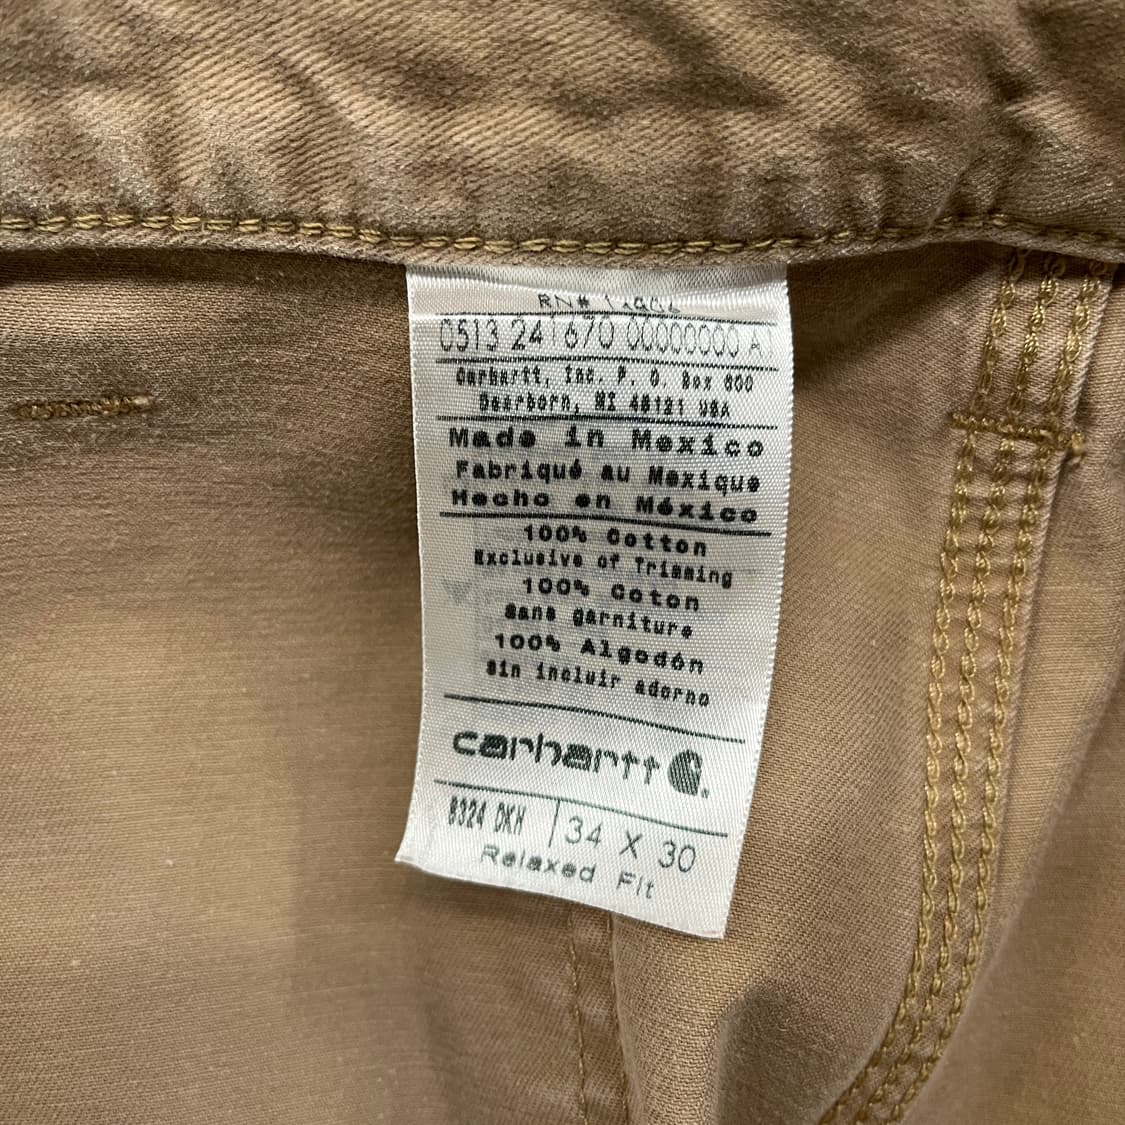 RN#
0513 241670 00000000 A1
Carhartt, Inc. P. O. Box 600
Dearborn, MI 48121 USA
Made in Mexico
Fabriqué au Mexique
Hecho en México
100% Cotton
Exclusive of Trimming
100% Coton
sans garniture
100% Algodón
sin incluir adorno
carhartt
B324 DKH 34 X 30
Relaxed Fit